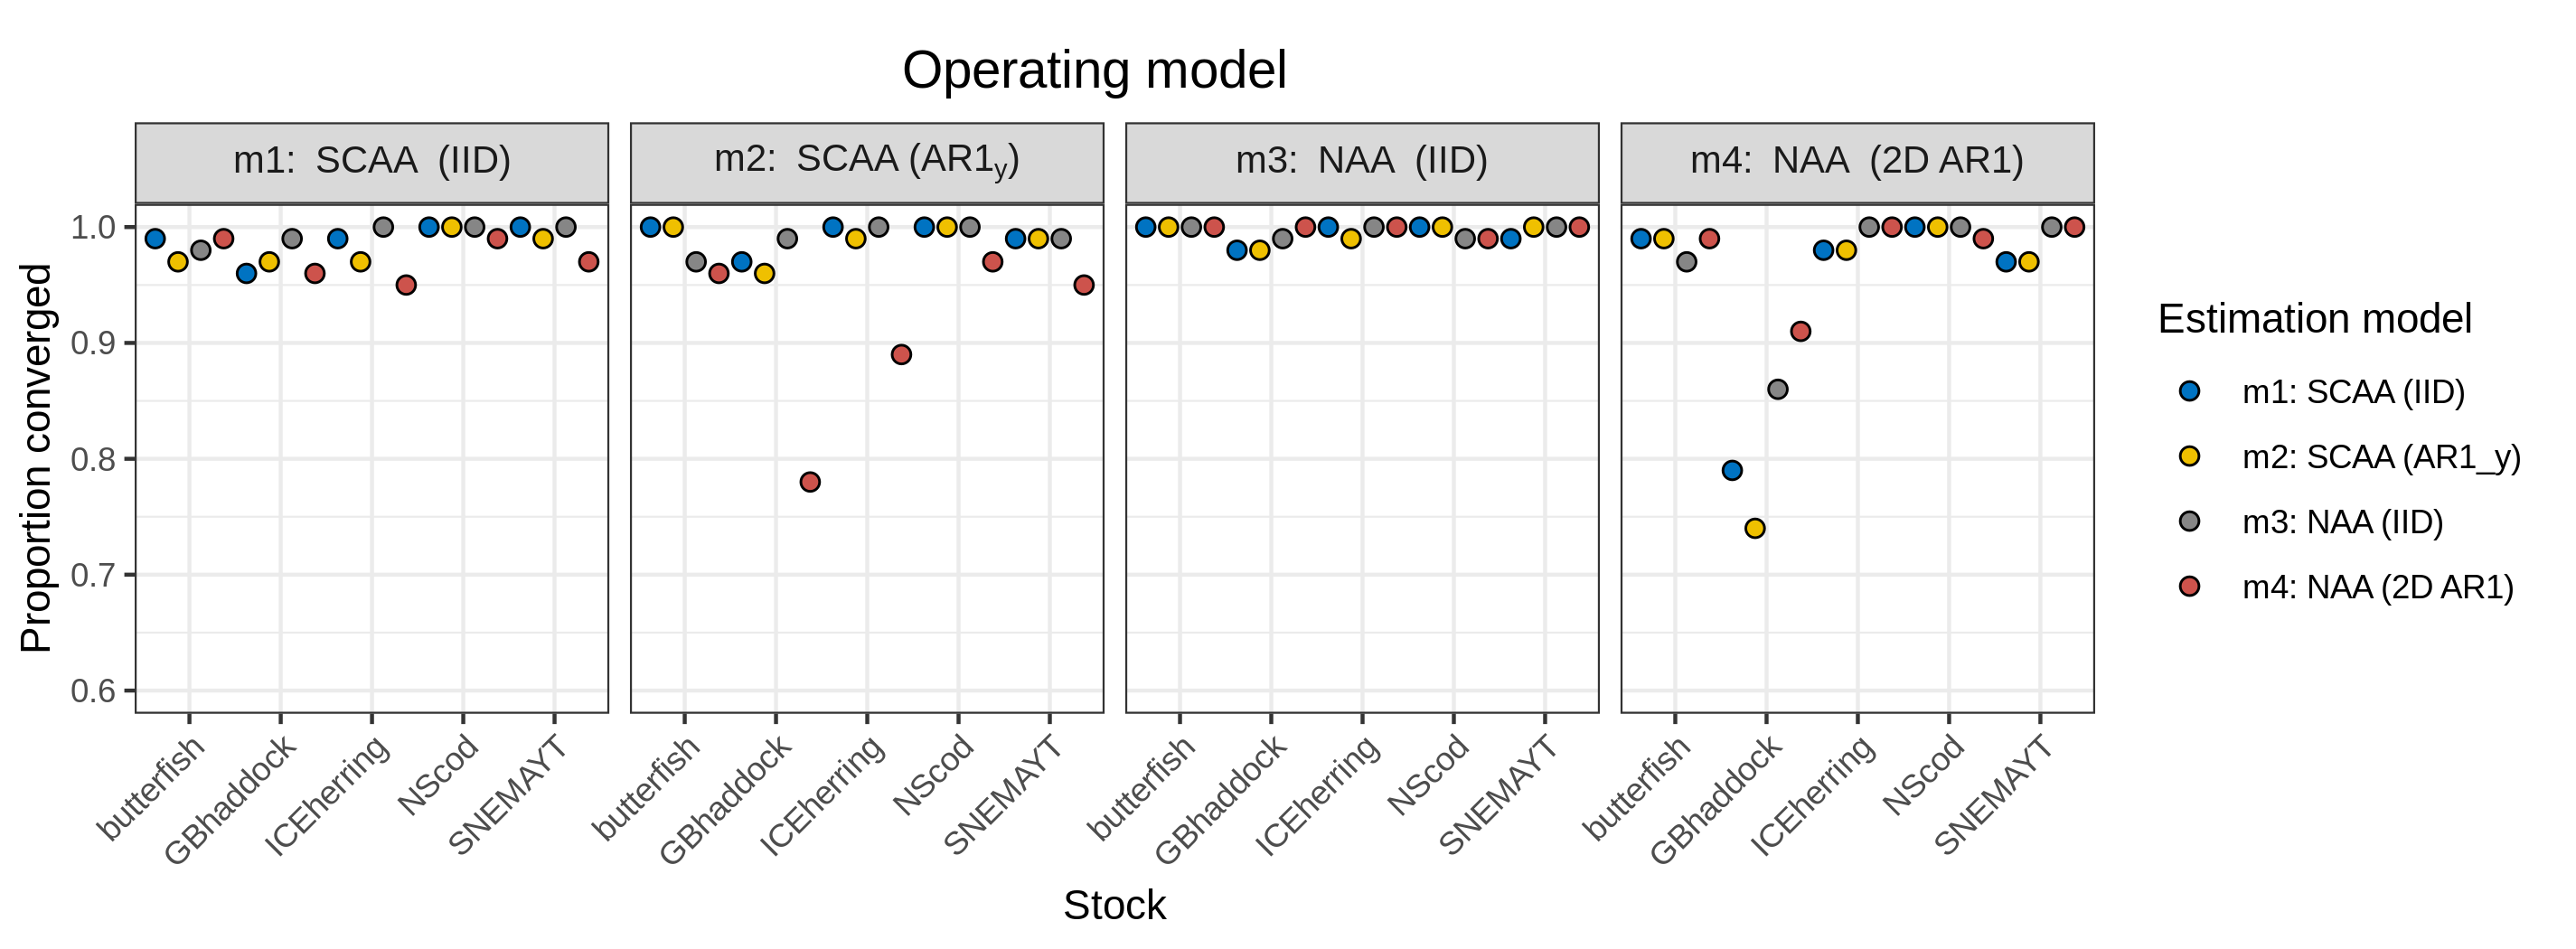 Operating model
m1: SCAA (IID)
m2: SCAA (AR1y)
m3: NAA (IID)
m4: NAA (2D AR1)
Proportion converged
1.0
0.9
0.8
0.7
0.6
butterfish
GBhaddock
ICEherring
NScod
SNEMAYT
butterfish
GBhaddock
ICEherring
NScod
SNEMAYT
butterfish
GBhaddock
ICEherring
NScod
SNEMAYT
butterfish
GBhaddock
ICEherring
NScod
SNEMAYT
Stock
Estimation model
m1: SCAA (IID)
m2: SCAA (AR1_y)
m3: NAA (IID)
m4: NAA (2D AR1)